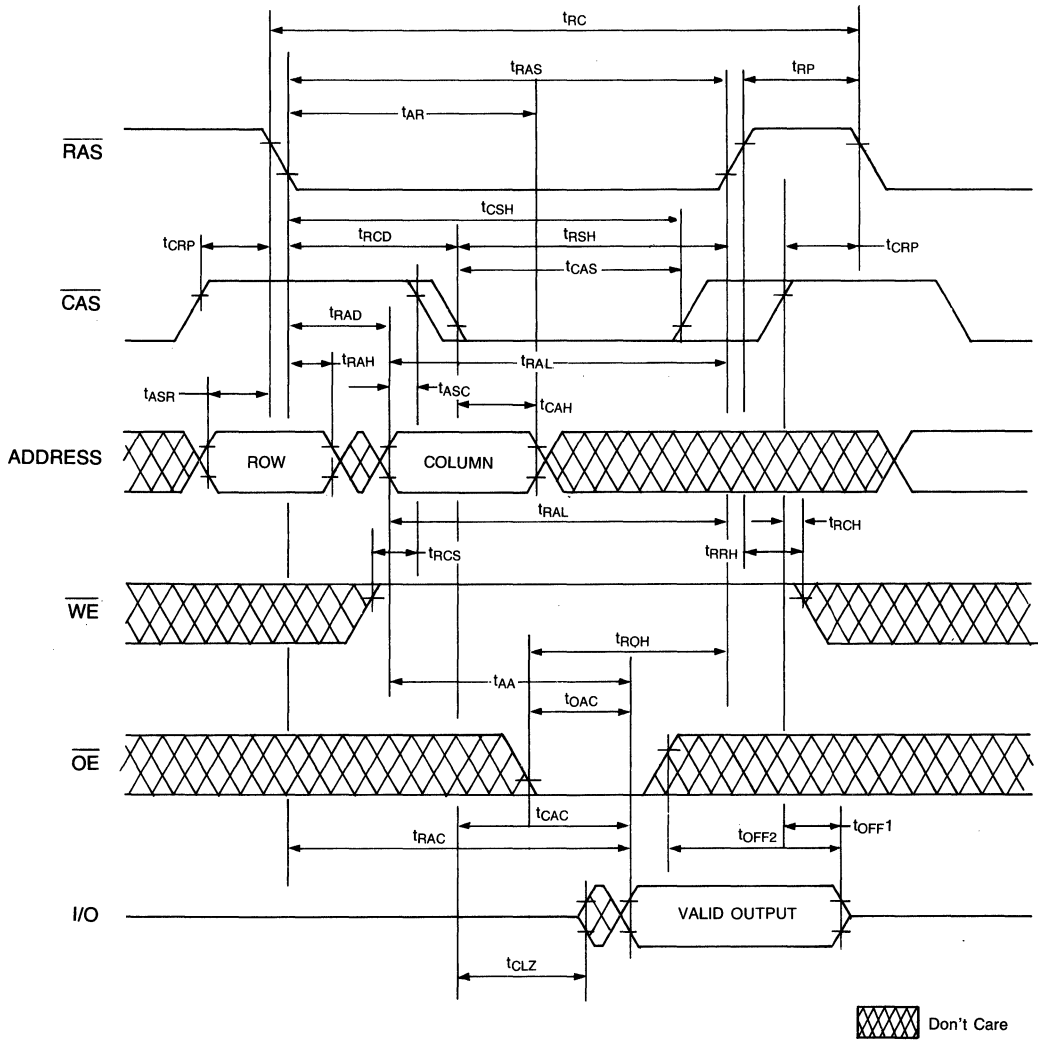 tRC
tRAS
tRP
tAR
RAS
tCSH
tCRP
tRCD
tRSH
tCRP
tCAS
CAS
tRAD
tRAH
tRAL
tASR
tASC
tCAH
ADDRESS
ROW
COLUMN
tRAL
tRCH
tRCS
tRRH
WE
tROH
tAA
tOAC
OE
tCAC
tRAC
tOFF2
tOFF1
I/O
VALID OUTPUT
tCLZ
Don't Care